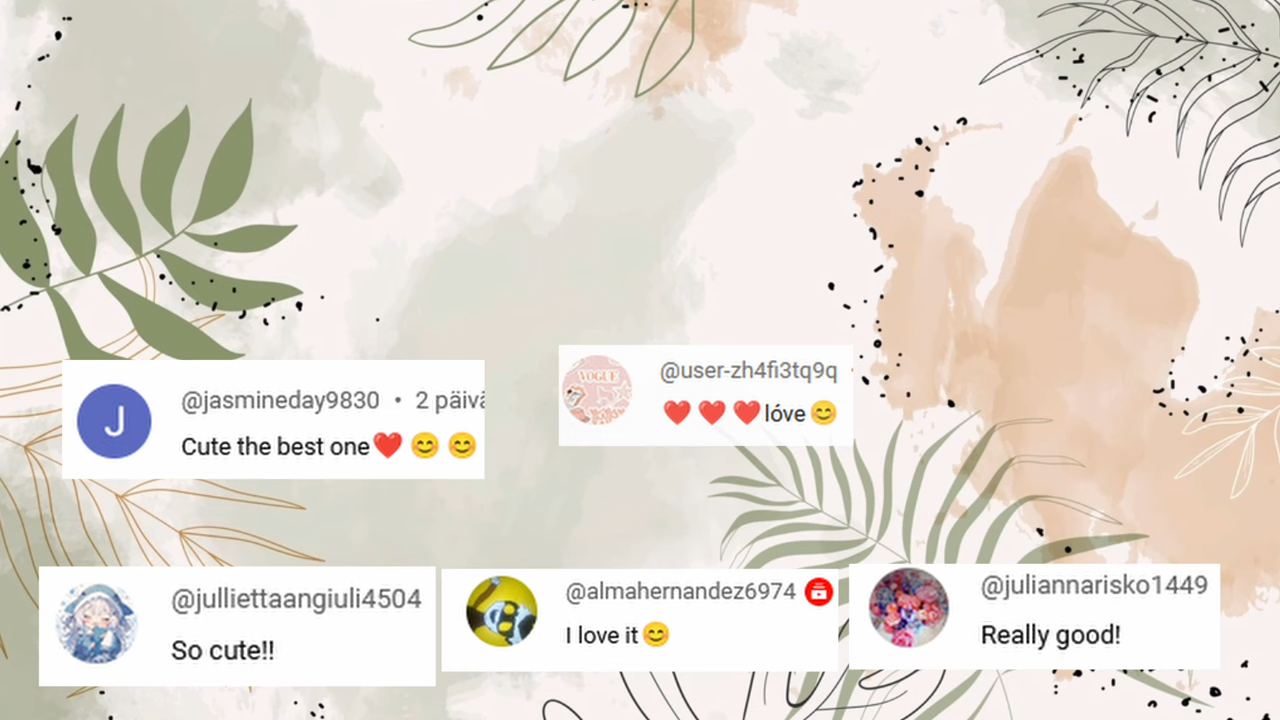 @jasmineday9830 • 2 päivä
Cute the best one❤️ 😊 😊
VOGUE
@user-zh4fi3tq9q
❤️ ❤️ ❤️ lóve 😊
@julliettaangiuli4504
So cute!!
@almahernandez6974
I love it 😊
@juliannarisko1449
Really good!
J